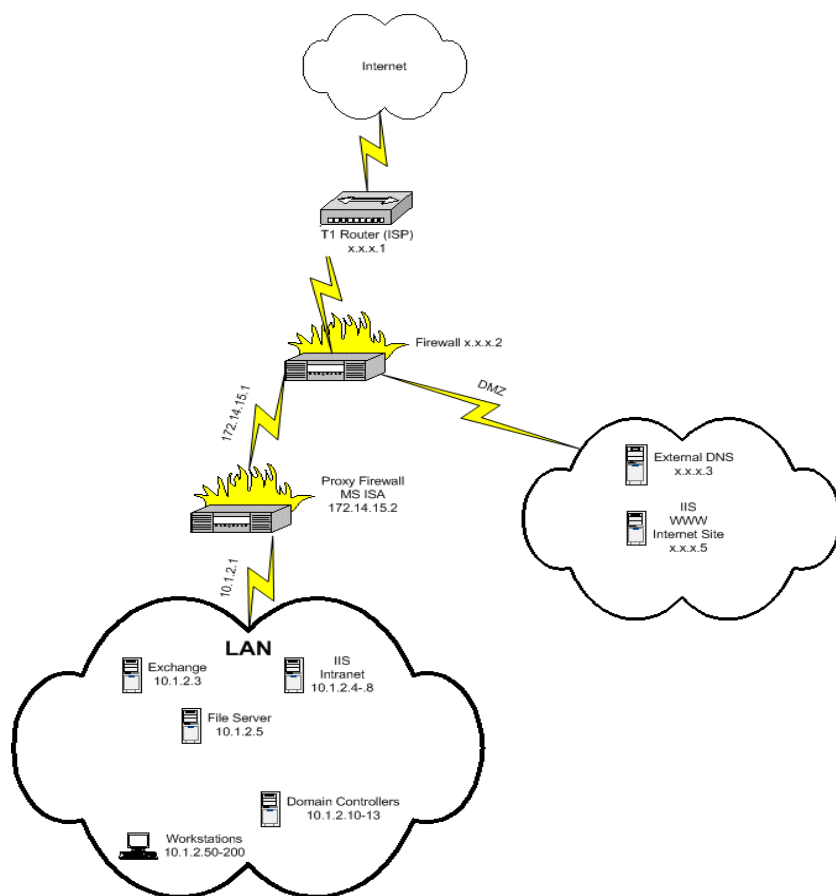 Internet
T1 Router (ISP)
x.x.x.1
Firewall x.x.x.2
172.14.15.1
DMZ
Proxy Firewall
MS ISA
172.14.15.2
External DNS
x.x.x.3
IIS
WWW
Internet Site
x.x.x.5
10.1.2.1
LAN
Exchange
10.1.2.3
IIS
Intranet
10.1.2.4-.8
File Server
10.1.2.5
Domain Controllers
10.1.2.10-13
Workstations
10.1.2.50-200